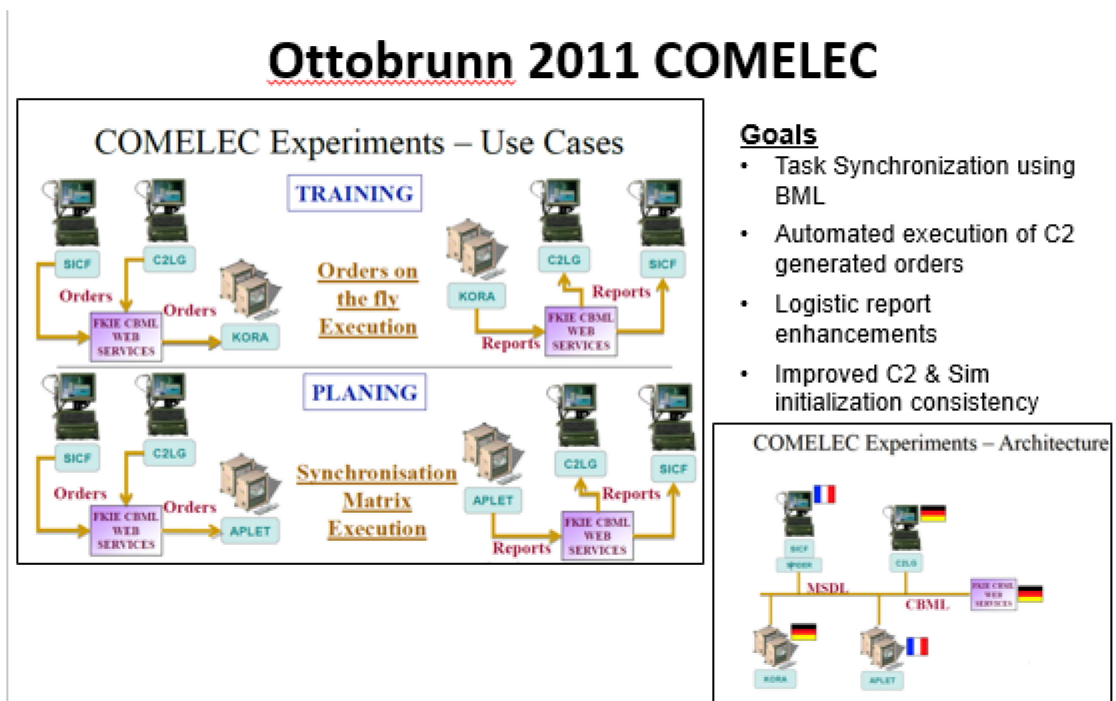 Ottobrunn 2011 COMELEC
COMELEC Experiments – Use Cases
TRAINING
SICF
C2LG
Orders
Orders
FKIE CBML
WEB
SERVICES
KORA
Orders on
the fly
Execution
KORA
C2LG
SICF
Reports
FKIE CBML
WEB
SERVICES
Reports
PLANING
SICF
C2LG
Orders
Orders
FKIE CBML
WEB
SERVICES
APLET
Synchronisation
Matrix
Execution
APLET
C2LG
SICF
Reports
FKIE CBML
WEB
SERVICES
Reports
Goals
• Task Synchronization using
BML
• Automated execution of C2
generated orders
• Logistic report
enhancements
• Improved C2 & Sim
initialization consistency
COMELEC Experiments – Architecture
SICF
SPIDER
C2LG
MSDL
CBML
FKIE CBML
WEB
SERVICES
KORA
APLET